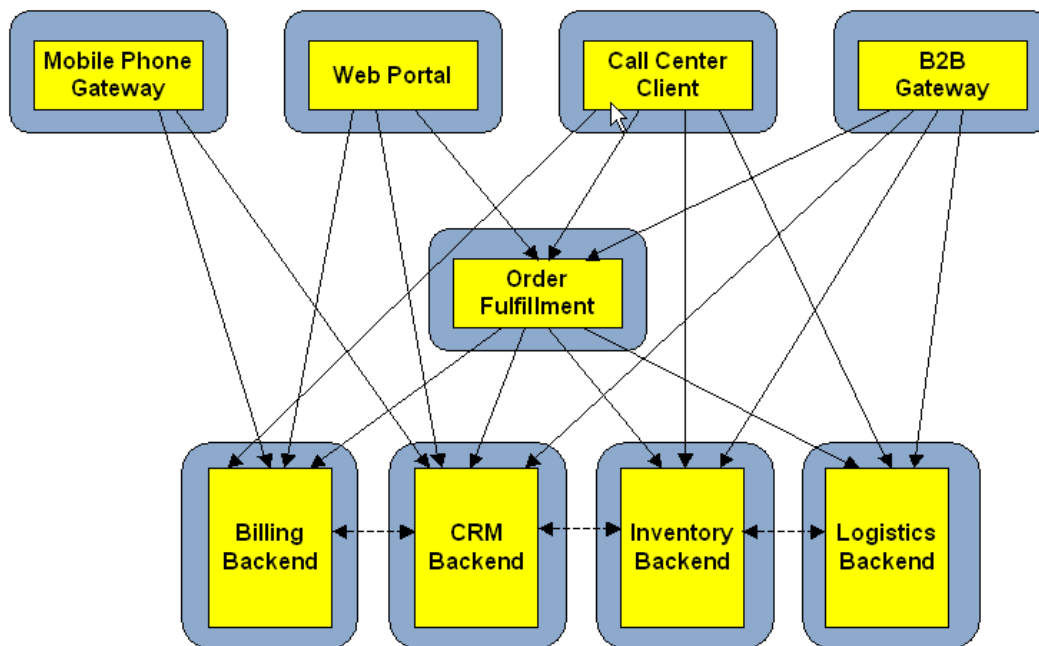 Mobile Phone
Gateway
Web Portal
Call Center
Client
B2B
Gateway
Order
Fulfillment
Billing
Backend
CRM
Backend
Inventory
Backend
Logistics
Backend